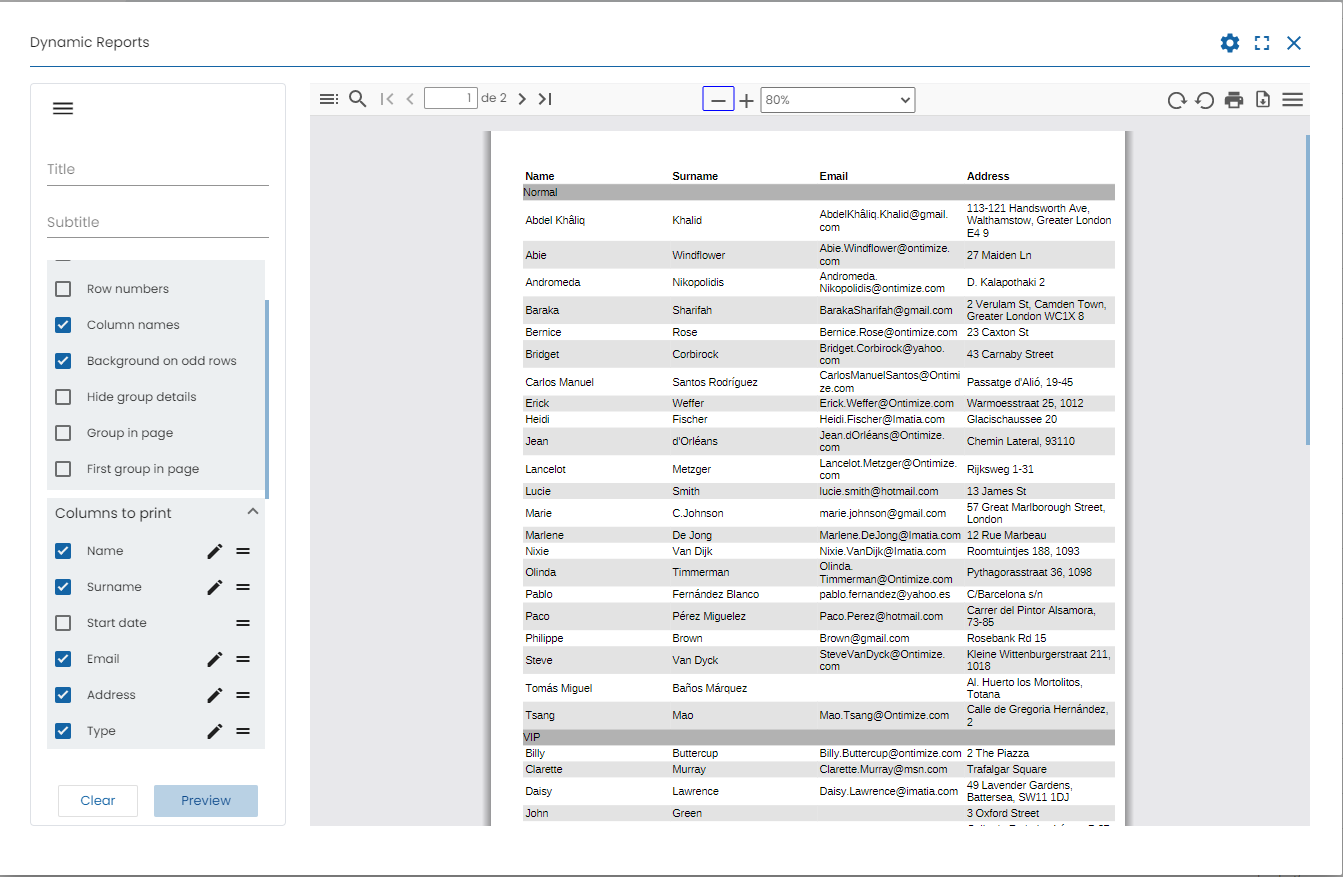 Dynamic Reports
Title
Subtitle
Row numbers
Column names
Background on odd rows
Hide group details
Group in page
First group in page
Columns to print
Name
Surname
Start date
Email
Address
Type
Clear Preview
1 de 2 80%
Name Surname Email Address
Normal
Abdel Khâliq Khalid AbdelKhâliq.Khalid@gmail.
com 113-121 Handsworth Ave,
Walthamstow, Greater London
E4 9
Abie Windflower Abie.Windflower@ontimize.
com 27 Maiden Ln
Andromeda Nikopolidis Andromeda.
Nikopolidis@ontimize.com D. Kalapothaki 2
Baraka Sharifah BarakaSharifah@gmail.com 2 Verulam St, Camden Town,
Greater London WC1X 8
Bernice Rose Bernice.Rose@ontimize.com 23 Caxton St
Bridget Corbirock Bridget.Corbirock@yahoo.
com 43 Carnaby Street
Carlos Manuel Santos Rodríguez CarlosManuelSantos@Ontimi
ze.com Passatge d'Alió, 19-45
Erick Weffer Erick.Weffer@Ontimize.com Warmoesstraat 25, 1012
Heidi Fischer Heidi.Fischer@Imatia.com Glacischaussee 20
Jean d'Orléans Jean.dOrléans@Ontimize.
com Chemin Lateral, 93110
Lancelot Metzger Lancelot.Metzger@Ontimize.
com Rijksweg 1-31
Lucie Smith lucie.smith@hotmail.com 13 James St
Marie C.Johnson marie.johnson@gmail.com 57 Great Marlborough Street,
London
Marlene De Jong Marlene.DeJong@Imatia.com 12 Rue Marbeau
Nixie Van Dijk Nixie.VanDijk@Imatia.com Roomtuintjes 188, 1093
Olinda Timmerman Olinda.
Timmerman@Ontimize.com Pythagorasstraat 36, 1098
Pablo Fernández Blanco pablo.fernandez@yahoo.es C/Barcelona s/n
Paco Pérez Miguelez Paco.Perez@hotmail.com Carrer del Pintor Alsamora,
73-85
Philippe Brown Brown@gmail.com Rosebank Rd 15
Steve Van Dyck SteveVanDyck@Ontimize.
com Kleine Wittenburgerstraat 211,
1018
Tomás Miguel Baños Márquez Al. Huerto los Mortolitos,
Totana
Tsang Mao Mao.Tsang@Ontimize.com Calle de Gregoria Hernández,
2
VIP
Billy Buttercup Billy.Buttercup@ontimize.com 2 The Piazza
Clarette Murray Clarette.Murray@msn.com Trafalgar Square
Daisy Lawrence Daisy.Lawrence@imatia.com 49 Lavender Gardens,
Battersea, SW11 1DJ
John Green 3 Oxford Street